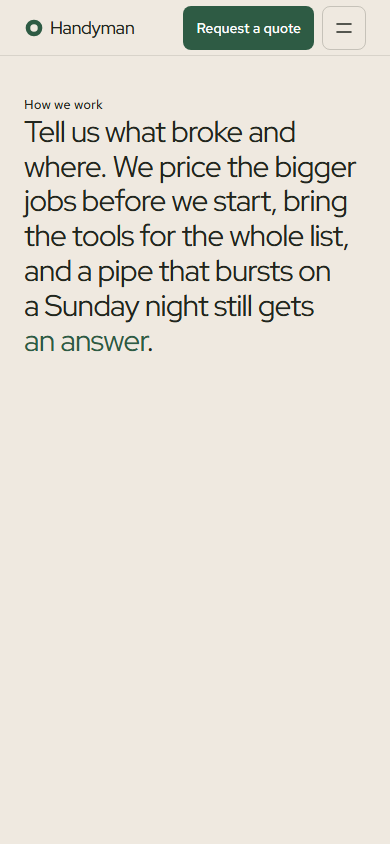 Handyman
Request a quote
How we work
Tell us what broke and
where. We price the bigger
jobs before we start, bring
the tools for the whole list,
and a pipe that bursts on
a Sunday night still gets
an answer.